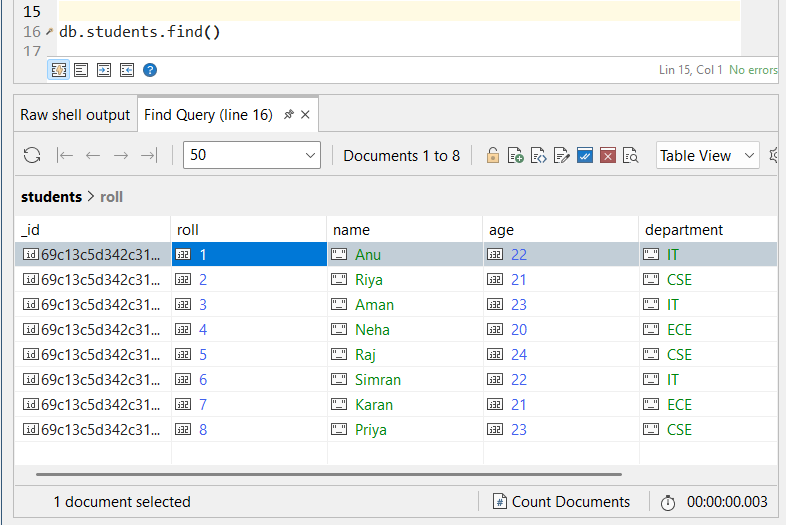 15
16 db.students.find()
17
Lin 15, Col 1 No errors
Raw shell output Find Query (line 16)
50 Documents 1 to 8 Table View
students > roll
_id roll name age department
69c13c5d342c31... 1 Anu 22 IT
69c13c5d342c31... 2 Riya 21 CSE
69c13c5d342c31... 3 Aman 23 IT
69c13c5d342c31... 4 Neha 20 ECE
69c13c5d342c31... 5 Raj 24 CSE
69c13c5d342c31... 6 Simran 22 IT
69c13c5d342c31... 7 Karan 21 ECE
69c13c5d342c31... 8 Priya 23 CSE
1 document selected Count Documents 00:00:00.003